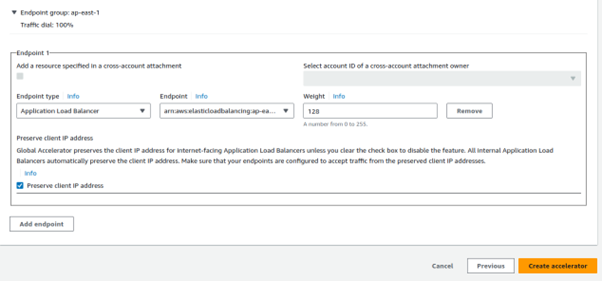 ▼ Endpoint group: ap-east-1
Traffic dial: 100%
Endpoint 1
Add a resource specified in a cross-account attachment
Select account ID of a cross-account attachment owner
Endpoint type Info
Endpoint Info
Weight Info
Application Load Balancer
arn:aws:elasticloadbalancing:ap-ea...
128
Remove
A number from 0 to 255.
Preserve client IP address
Global Accelerator preserves the client IP address for internet-facing Application Load Balancers unless you clear the check box to disable the feature. All internal Application Load
Balancers automatically preserve the client IP address. Make sure that your endpoints are configured to accept traffic from the preserved client IP addresses.
Info
Preserve client IP address
Add endpoint
Cancel
Previous
Create accelerator